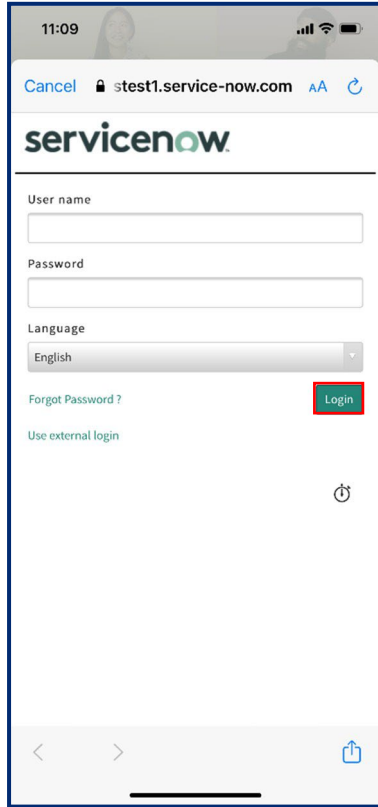 11:09
Cancel stest1.service-now.com AA
servicenow
User name
Password
Language
English
Forgot Password ?
Login
Use external login